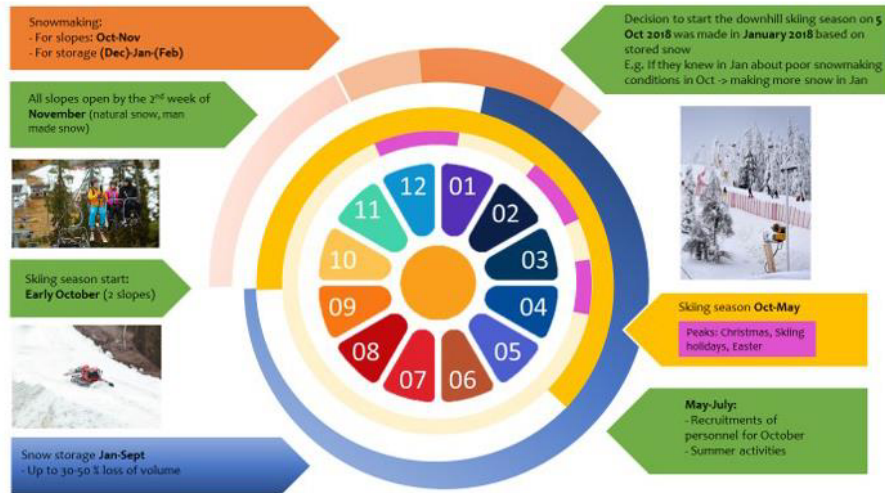 Snowmaking:
- For slopes: Oct-Nov
- For storage (Dec)-Jan-(Feb)
All slopes open by the 2nd week of
November (natural snow, man
made snow)
Skiing season start:
Early October (2 slopes)
Snow storage Jan-Sept
- Up to 30-50 % loss of volume
12
01
11
02
10
03
09
04
08
05
07
06
Decision to start the downhill skiing season on 5
Oct 2018 was made in January 2018 based on
stored snow
E.g. If they knew in Jan about poor snowmaking
conditions in Oct -> making more snow in Jan
Skiing season Oct-May
Peaks: Christmas, Skiing
holidays, Easter
May-July:
- Recruitments of
personnel for October
- Summer activities